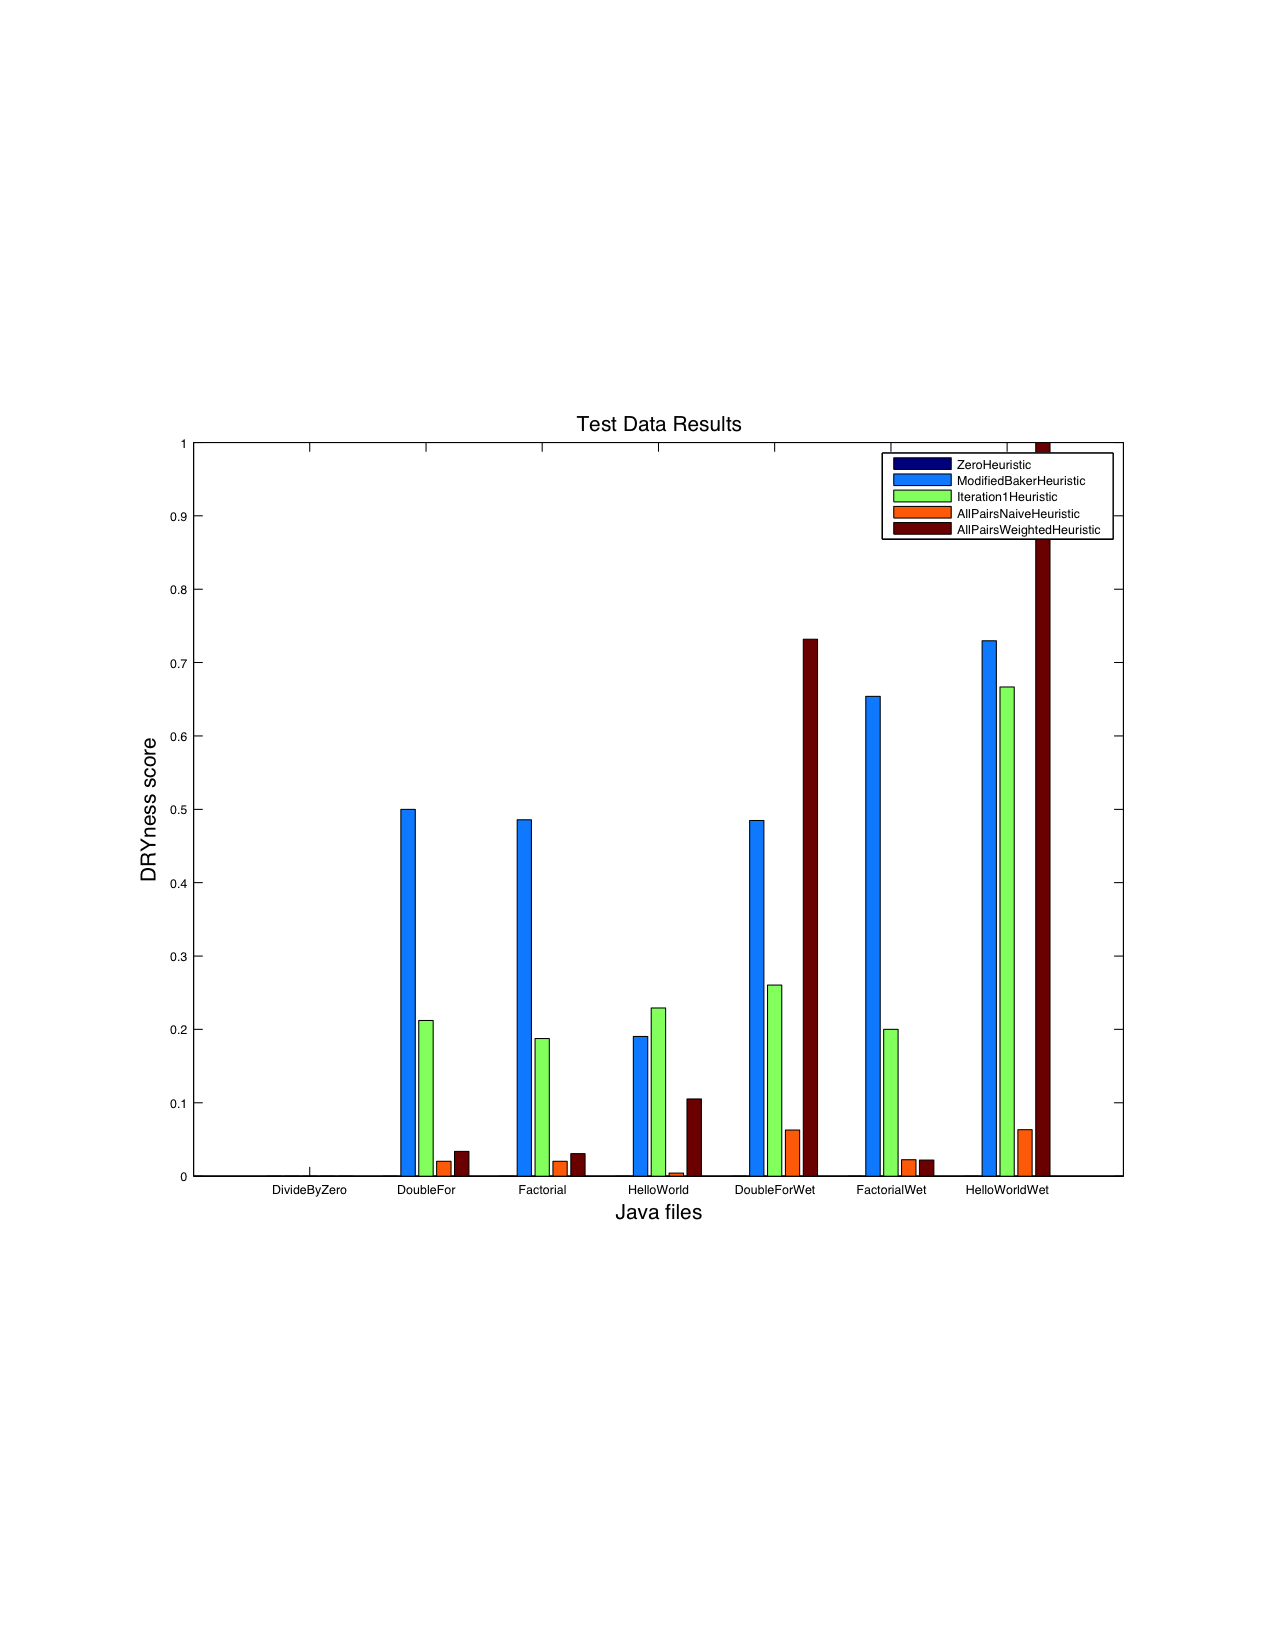 Test Data Results
1
0.9
0.8
0.7
0.6
0.5
0.4
0.3
0.2
0.1
0
DRYness score
ZeroHeuristic
ModifiedBakerHeuristic
Iteration1Heuristic
AllPairsNaiveHeuristic
AllPairsWeightedHeuristic
DivideByZero DoubleFor Factorial HelloWorld DoubleForWet FactorialWet HelloWorldWet
Java files